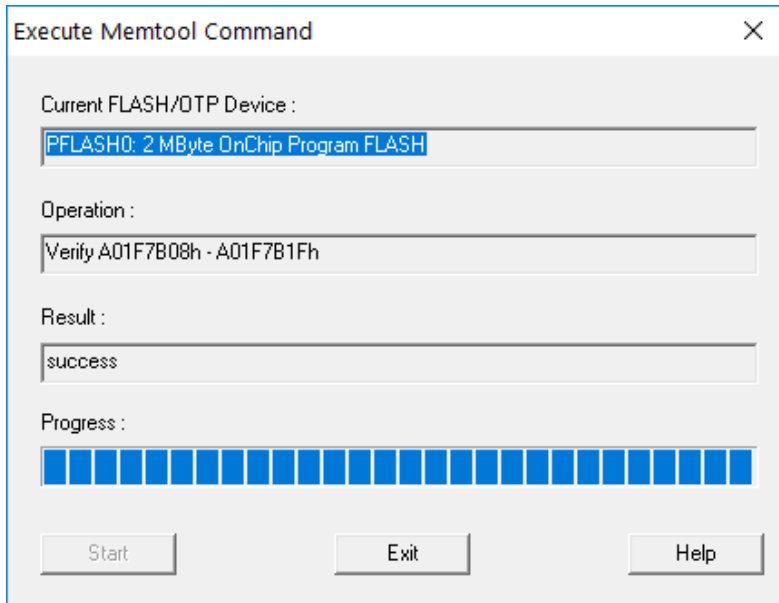 Execute Memtool Command
Current FLASH/OTP Device :
PFLASH0: 2 MByte OnChip Program FLASH
Operation :
Verify A01F7B08h - A01F7B1Fh
Result :
success
Progress :
Start Exit Help